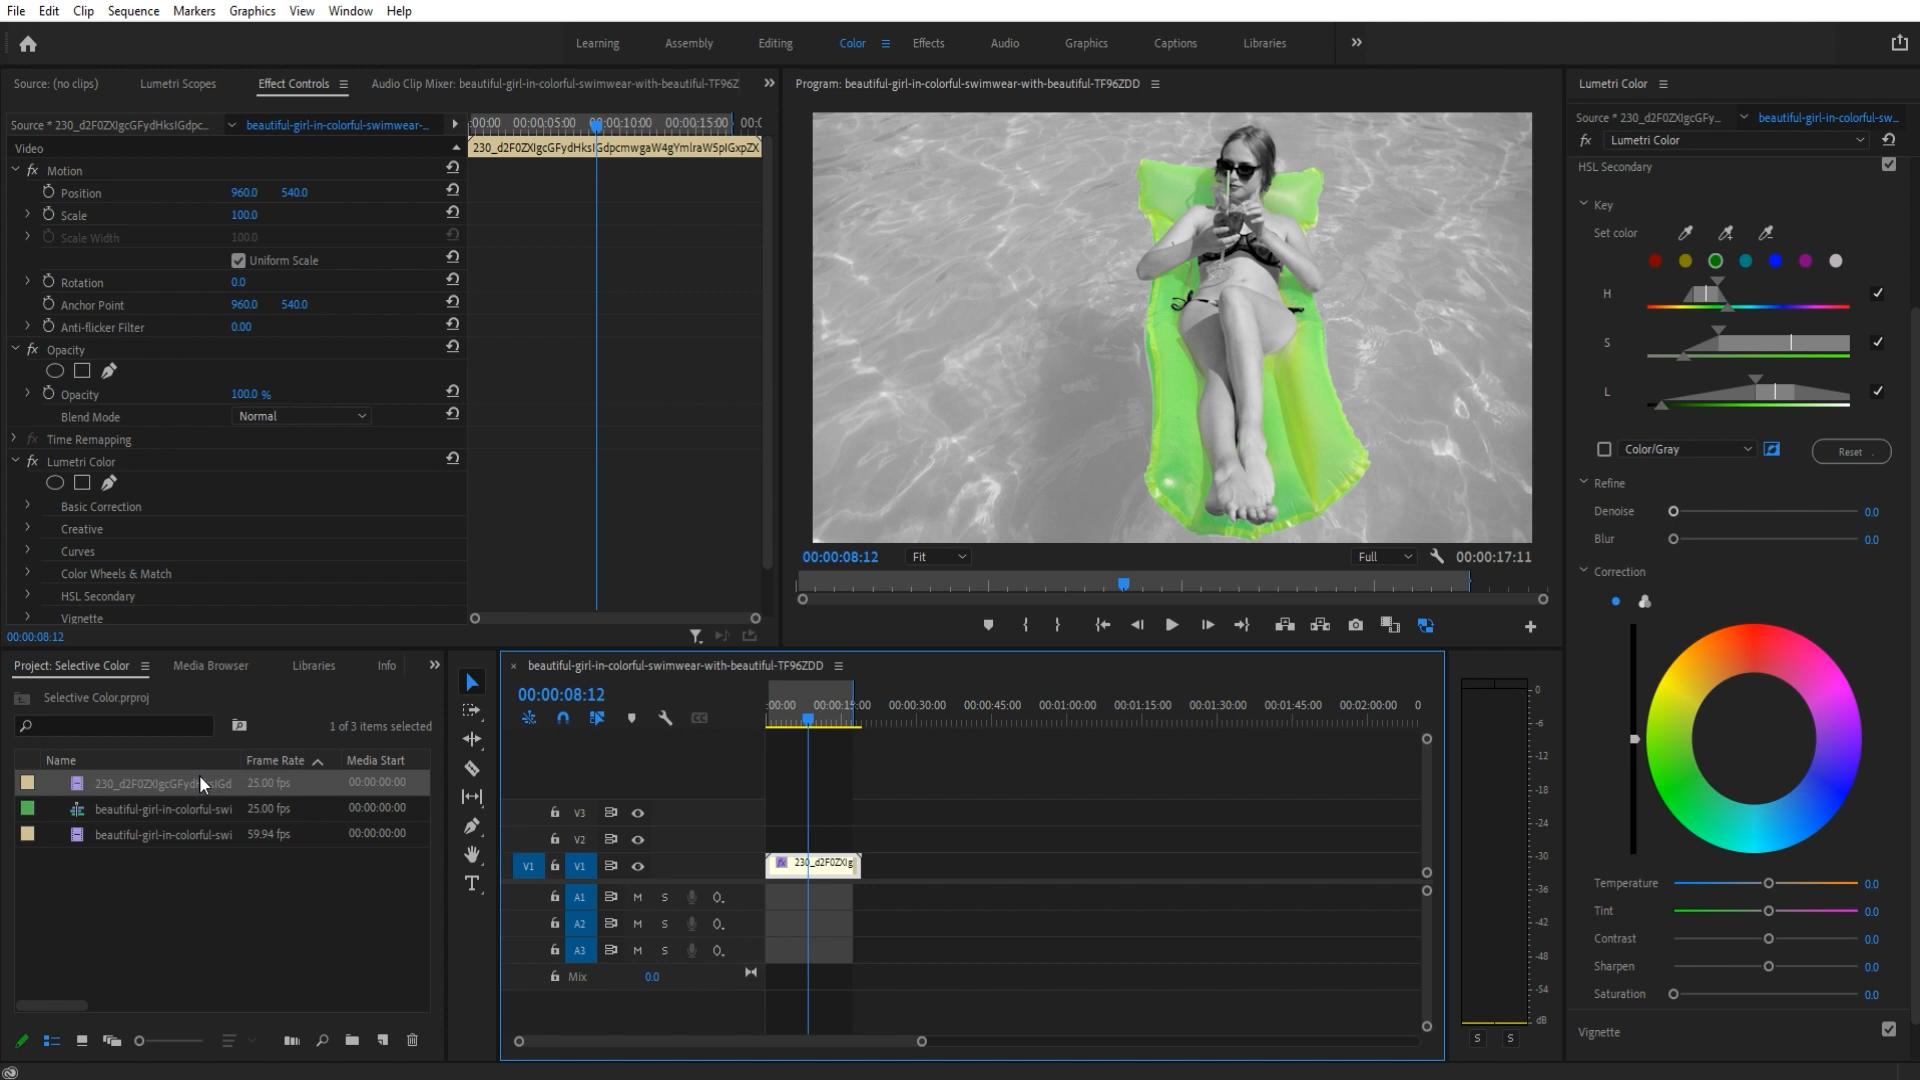 File Edit Clip Sequence Markers Graphics View Window Help
Learning Assembly Editing Color Effects Audio Graphics Captions Libraries
Source: (no clips) Lumetri Scopes Effect Controls Audio Clip Mixer: beautiful-girl-in-colorful-swimwear-with-beautiful-TF96Z
Program: beautiful-girl-in-colorful-swimwear-with-beautiful-TF96ZDD
Lumetri Color
Source * 230_d2F0ZXIgcGFydHksIGdpc... beautiful-girl-in-colorful-swimwear-...
:00:00 00:00:05:00 00:00:10:00 00:00:15:00 00:0
Source * 230_d2F0ZXIgcGFy... beautiful-girl-in-colorful-sw...
fx Lumetri Color
Video
230_d2F0ZXIgcGFydHksIGdpcmwgaW4gYmlraW5pIGxpZX
fx Motion
Position 960.0 540.0
Scale 100.0
Scale Width 100.0
Uniform Scale
Rotation 0.0
Anchor Point 960.0 540.0
Anti-flicker Filter 0.00
fx Opacity
Opacity 100.0 %
Blend Mode Normal
fx Time Remapping
fx Lumetri Color
Basic Correction
Creative
Curves
Color Wheels & Match
HSL Secondary
Vignette
00:00:08:12
00:00:08:12 Fit Full 00:00:17:11
HSL Secondary
Key
Set color
H
S
L
Color/Gray Reset
Refine
Denoise 0.0
Blur 0.0
Correction
Temperature 0.0
Tint 0.0
Contrast 0.0
Sharpen 0.0
Saturation 0.0
Vignette
Project: Selective Color Media Browser Libraries Info
Selective Color.prproj
1 of 3 items selected
Name Frame Rate Media Start
25.00 fps 00:00:00:00
beautiful-girl-in-colorful-swi 25.00 fps 00:00:00:00
beautiful-girl-in-colorful-swi 59.94 fps 00:00:00:00
× beautiful-girl-in-colorful-swimwear-with-beautiful-TF96ZDD
00:00:08:12
:00:00 00:00:15:00 00:00:30:00 00:00:45:00 00:01:00:00 00:01:15:00 00:01:30:00 00:01:45:00 00:02:00:00 0
V3
V2
V1 V1 fx 230_d2F0ZXIg
A1 M S
A2 M S
A3 M S
Mix 0.0
0
-6
-12
-18
-24
-30
-36
-42
-48
-54
dB
S S